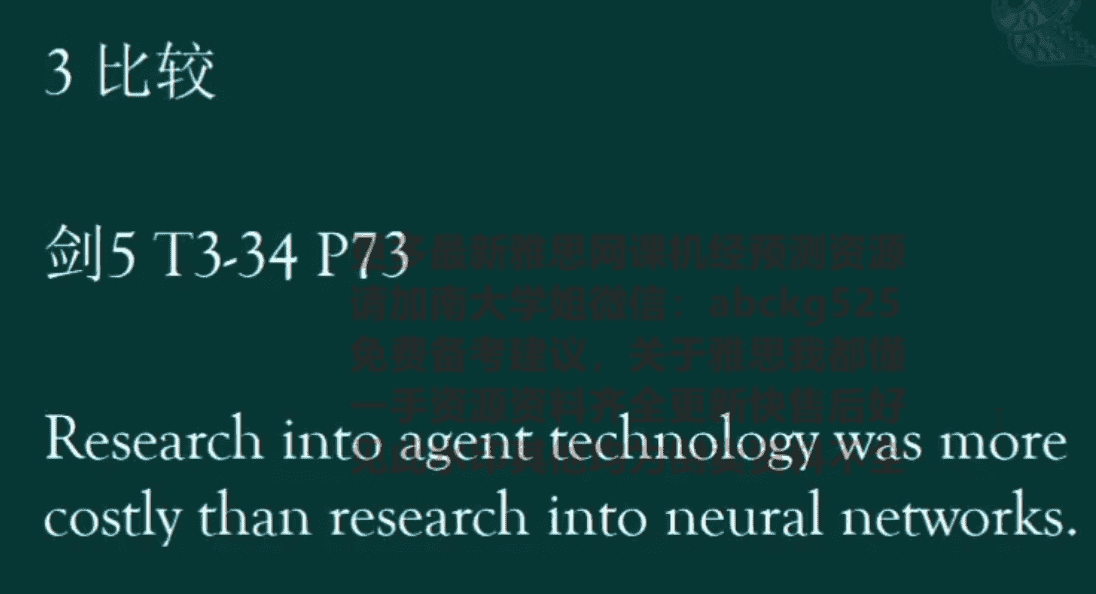 3 比较
剑5 T3-34 P73
更多最新雅思网课机经预测资源
请加南大学姐微信：abckg525
免费备考建议，关于雅思我都懂
一手资源资料齐全更新快售后好
Research into agent technology was more
costly than research into neural networks.